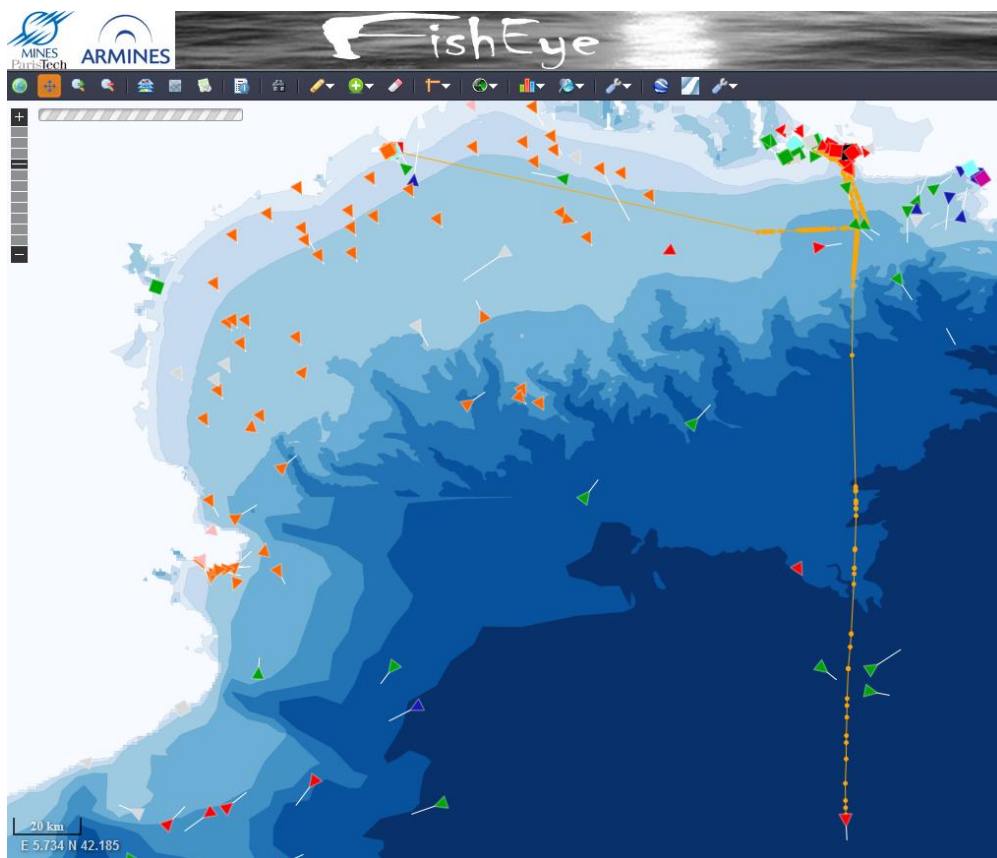 FishEye
MINES
ParisTech
ARMINES
+
−
20 km
E 5.734 N 42.185